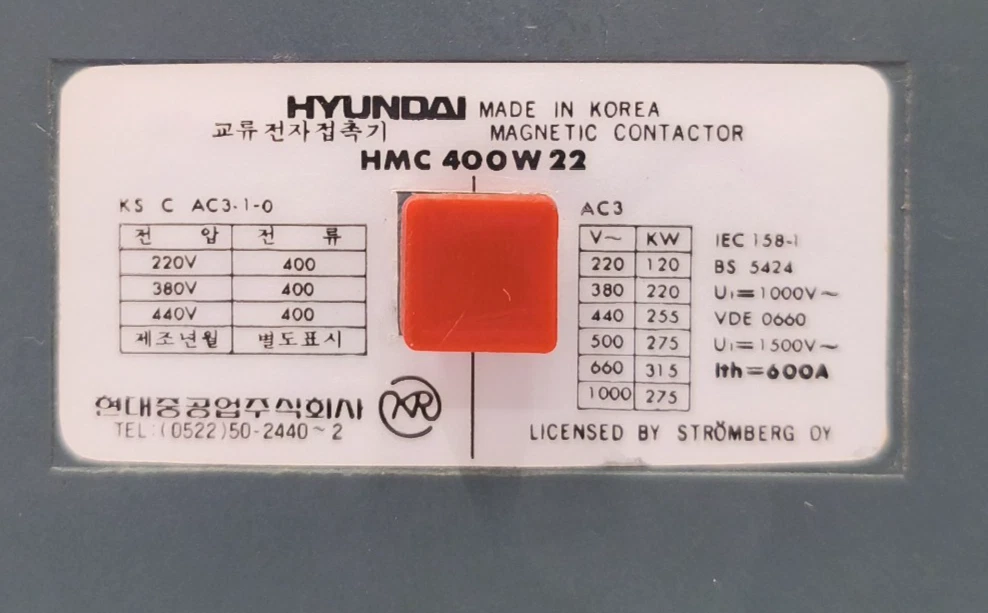 HYUNDAI MADE IN KOREA
교류전자접촉기 MAGNETIC CONTACTOR
HMC 400W22
KS C AC3-1-0
전 압 전 류
220V 400
380V 400
440V 400
제조년월 별도표시
현대중공업주식회사
TEL:(0522)50-2440~2
AC3
V~ KW
220 120
380 220
440 255
500 275
660 315
1000 275
IEC 158-1
BS 5424
Ui=1000V~
VDE 0660
Ui=1500V~
Ith=600A
LICENSED BY STRÖMBERG OY